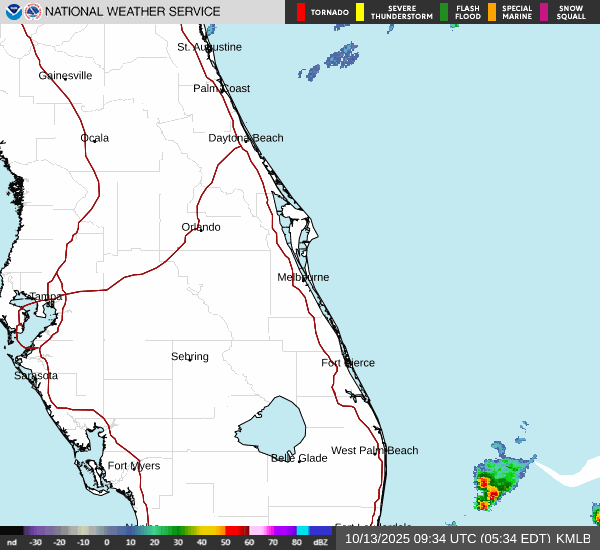 NATIONAL WEATHER SERVICE
TORNADO
SEVERE THUNDERSTORM
FLASH FLOOD
SPECIAL MARINE
SNOW SQUALL
St. Augustine
Gainesville
Palm Coast
Ocala
Daytona Beach
Orlando
Melbourne
Tampa
Sebring
Fort Pierce
Sarasota
West Palm Beach
Belle Glade
Fort Myers
nd -30 -20 -10 0 10 20 30 40 50 60 70 80 dBZ
10/13/2025 09:34 UTC (05:34 EDT) KMLB